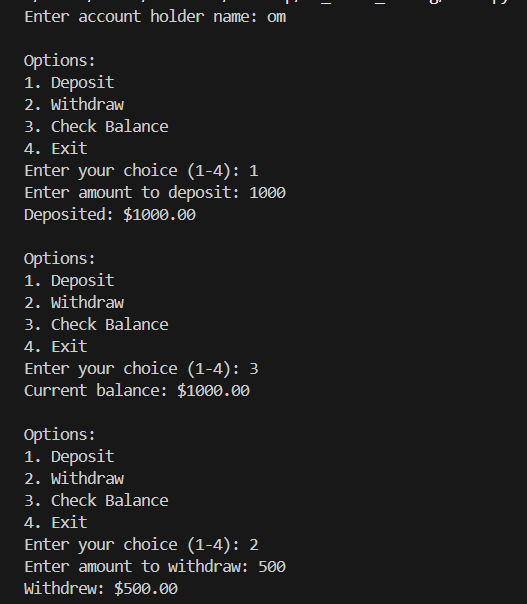 Enter account holder name: om
Options:
1. Deposit
2. Withdraw
3. Check Balance
4. Exit
Enter your choice (1-4): 1
Enter amount to deposit: 1000
Deposited: $1000.00
Options:
1. Deposit
2. Withdraw
3. Check Balance
4. Exit
Enter your choice (1-4): 3
Current balance: $1000.00
Options:
1. Deposit
2. Withdraw
3. Check Balance
4. Exit
Enter your choice (1-4): 2
Enter amount to withdraw: 500
Withdrew: $500.00